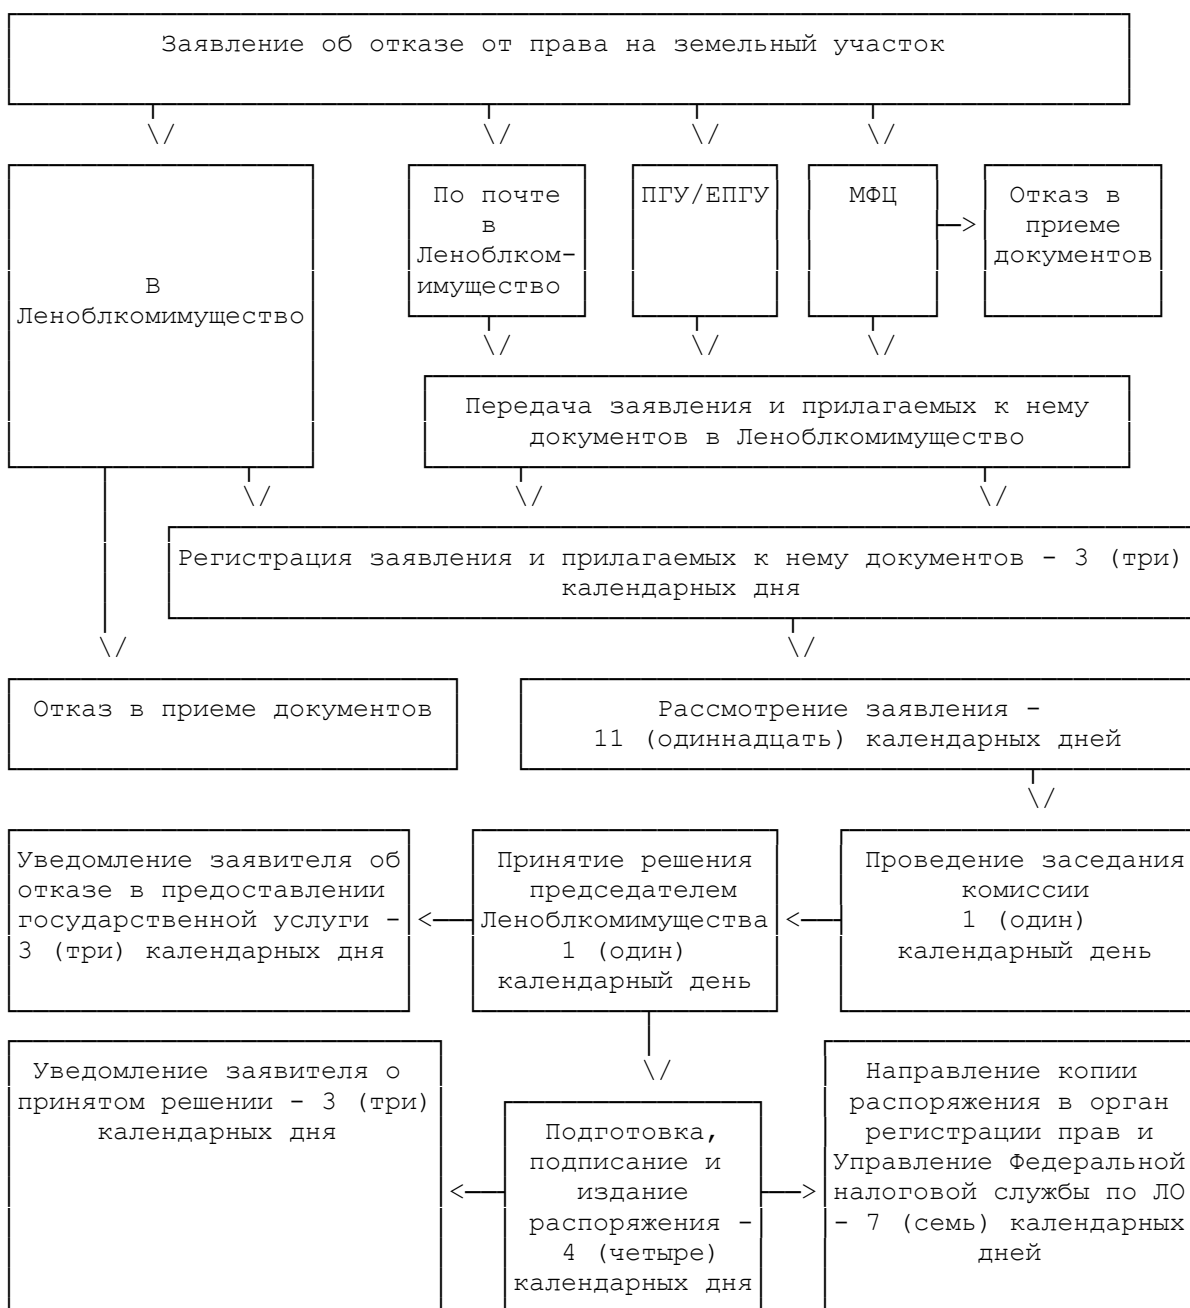 Заявление об отказе от права на земельный участок
В
Леноблкомимущество
По почте
в
Леноблком-
имущество
ПГУ/ЕПГУ
МФЦ
Отказ в
приеме
документов
Передача заявления и прилагаемых к нему
документов в Леноблкомимущество
Регистрация заявления и прилагаемых к нему документов - 3 (три)
календарных дня
Отказ в приеме документов
Рассмотрение заявления -
11 (одиннадцать) календарных дней
Уведомление заявителя об
отказе в предоставлении
государственной услуги -
3 (три) календарных дня
Принятие решения
председателем
Леноблкомимущества
1 (один)
календарный день
Проведение заседания
комиссии
1 (один)
календарный день
Уведомление заявителя о
принятом решении - 3 (три)
календарных дня
Подготовка,
подписание и
издание
распоряжения -
4 (четыре)
календарных дня
Направление копии
распоряжения в орган
регистрации прав и
Управление Федеральной
налоговой службы по ЛО
- 7 (семь) календарных
дней